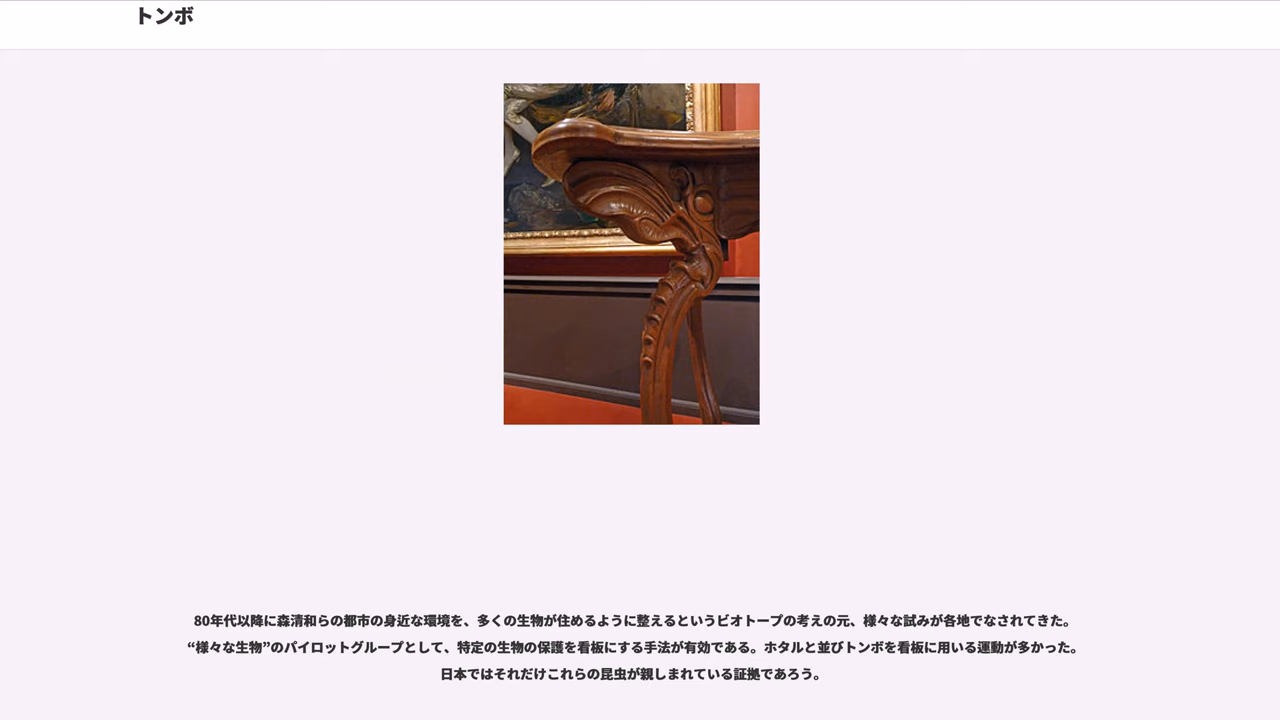 トンボ
80年代以降に森清和らの都市の身近な環境を、多くの生物が住めるように整えるというビオトープの考えの元、様々な試みが各地でなされてきた。
“様々な生物”のパイロットグループとして、特定の生物の保護を看板にする手法が有効である。ホタルと並びトンボを看板に用いる運動が多かった。
日本ではそれだけこれらの昆虫が親しまれている証拠であろう。